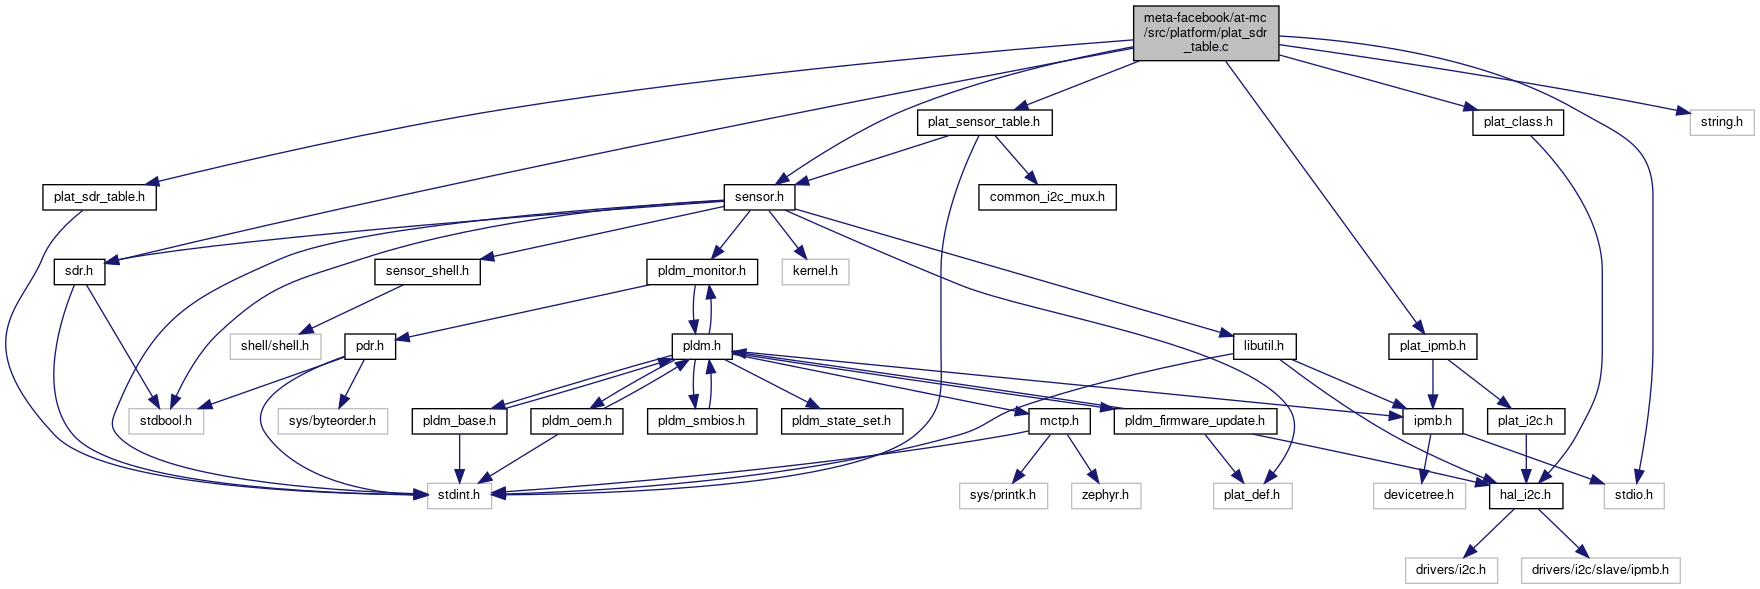 meta-facebook/at-mc
/src/platform/plat_sdr
_table.c
plat_sensor_table.h
plat_class.h
string.h
plat_sdr_table.h
sensor.h
common_i2c_mux.h
sdr.h
sensor_shell.h
pldm_monitor.h
kernel.h
shell/shell.h
pdr.h
pldm.h
libutil.h
plat_ipmb.h
stdbool.h
sys/byteorder.h
pldm_base.h
pldm_oem.h
pldm_smbios.h
pldm_state_set.h
mctp.h
pldm_firmware_update.h
ipmb.h
plat_i2c.h
stdint.h
sys/printk.h
zephyr.h
plat_def.h
devicetree.h
hal_i2c.h
stdio.h
drivers/i2c.h
drivers/i2c/slave/ipmb.h